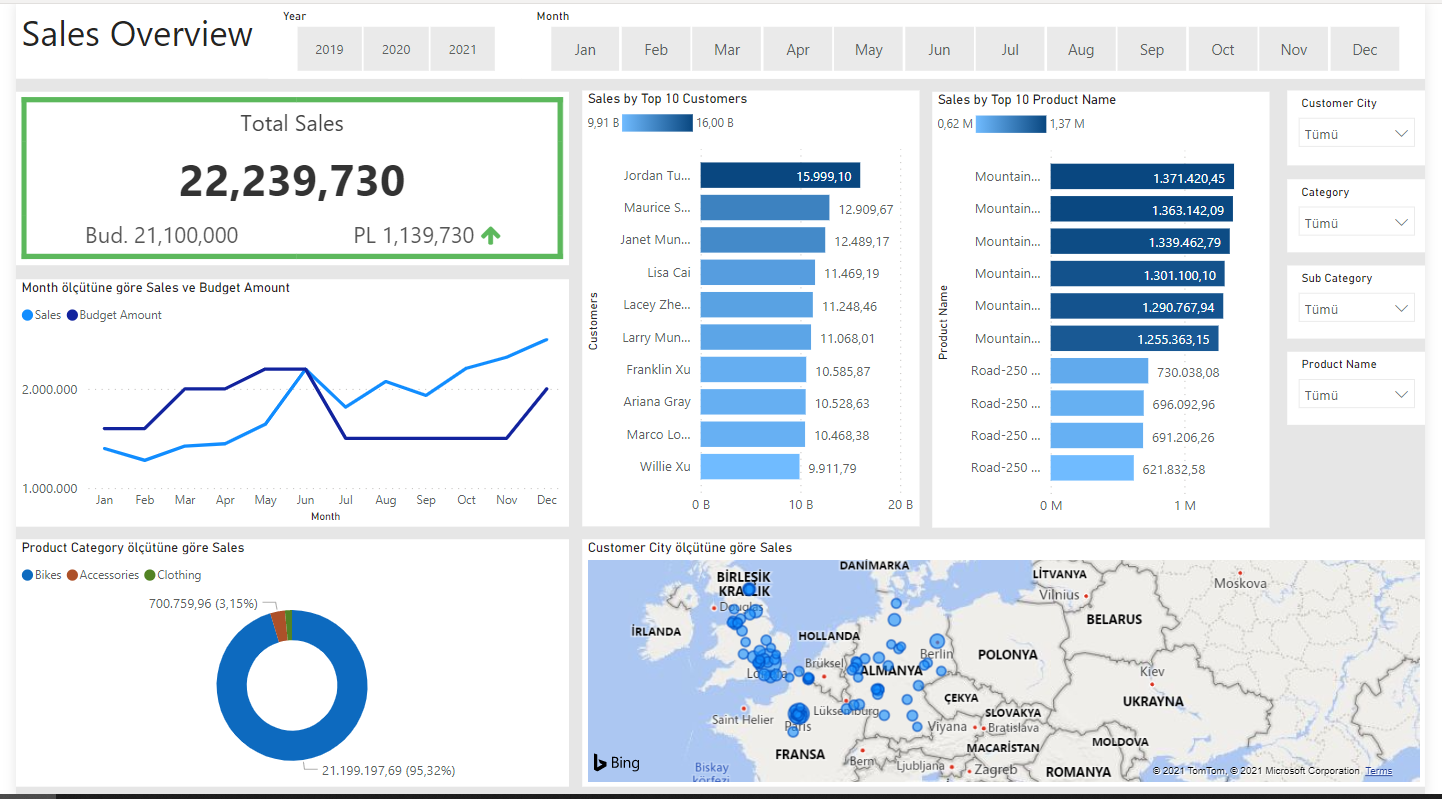 Sales Overview
Year
2019 2020 2021
Month
Jan Feb Mar Apr May Jun Jul Aug Sep Oct Nov Dec
Total Sales
22,239,730
Bud. 21,100,000 PL 1,139,730
Month ölçütüne göre Sales ve Budget Amount
Sales Budget Amount
2.000.000
1.000.000
Jan Feb Mar Apr May Jun Jul Aug Sep Oct Nov Dec
Month
Product Category ölçütüne göre Sales
Bikes Accessories Clothing
700.759,96 (3,15%)
21.199.197,69 (95,32%)
Sales by Top 10 Customers
9,91 B 16,00 B
Customers
Jordan Tu... 15.999,10
Maurice S... 12.909,67
Janet Mun... 12.489,17
Lisa Cai 11.469,19
Lacey Zhe... 11.248,46
Larry Mun... 11.068,01
Franklin Xu 10.585,87
Ariana Gray 10.528,63
Marco Lo... 10.468,38
Willie Xu 9.911,79
0 B 10 B 20 B
Sales by Top 10 Product Name
0,62 M 1,37 M
Product Name
Mountain... 1.371.420,45
Mountain... 1.363.142,09
Mountain... 1.339.462,79
Mountain... 1.301.100,10
Mountain... 1.290.767,94
Mountain... 1.255.363,15
Road-250 ... 730.038,08
Road-250 ... 696.092,96
Road-250 ... 691.206,26
Road-250 ... 621.832,58
0 M 1 M
Customer City
Tümü
Category
Tümü
Sub Category
Tümü
Product Name
Tümü
Customer City ölçütüne göre Sales
DANİMARKA
BİRLEŞİK
KRALLIK
LİTVANYA
Moskova
Vilnius
Douglas
BELARUS
İRLANDA
HOLLANDA
Berlin
POLONYA
Brüksel
ALMANYA
Kiev
ÇEKYA
UKRAYNA
Saint Helier
Lüksemburg
SLOVAKYA
Paris
Viyana
Bratislava
MOLDOVA
FRANSA
MACARİSTAN
Bern
Ljubljana
Zagreb
ROMANYA
Biskay
körfezi
Bing
© 2021 TomTom, © 2021 Microsoft Corporation Terms